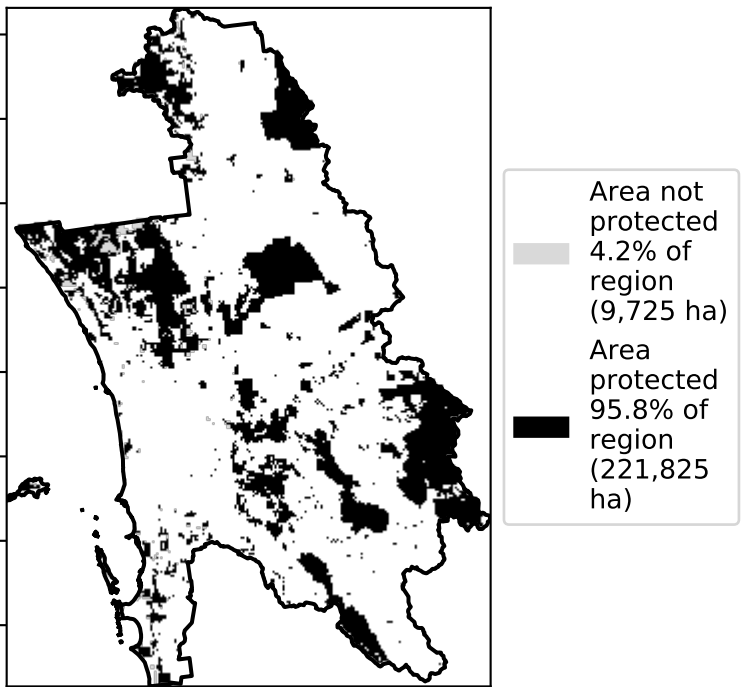 Area not
protected
4.2% of
region
(9,725 ha)
Area
protected
95.8% of
region
(221,825
ha)